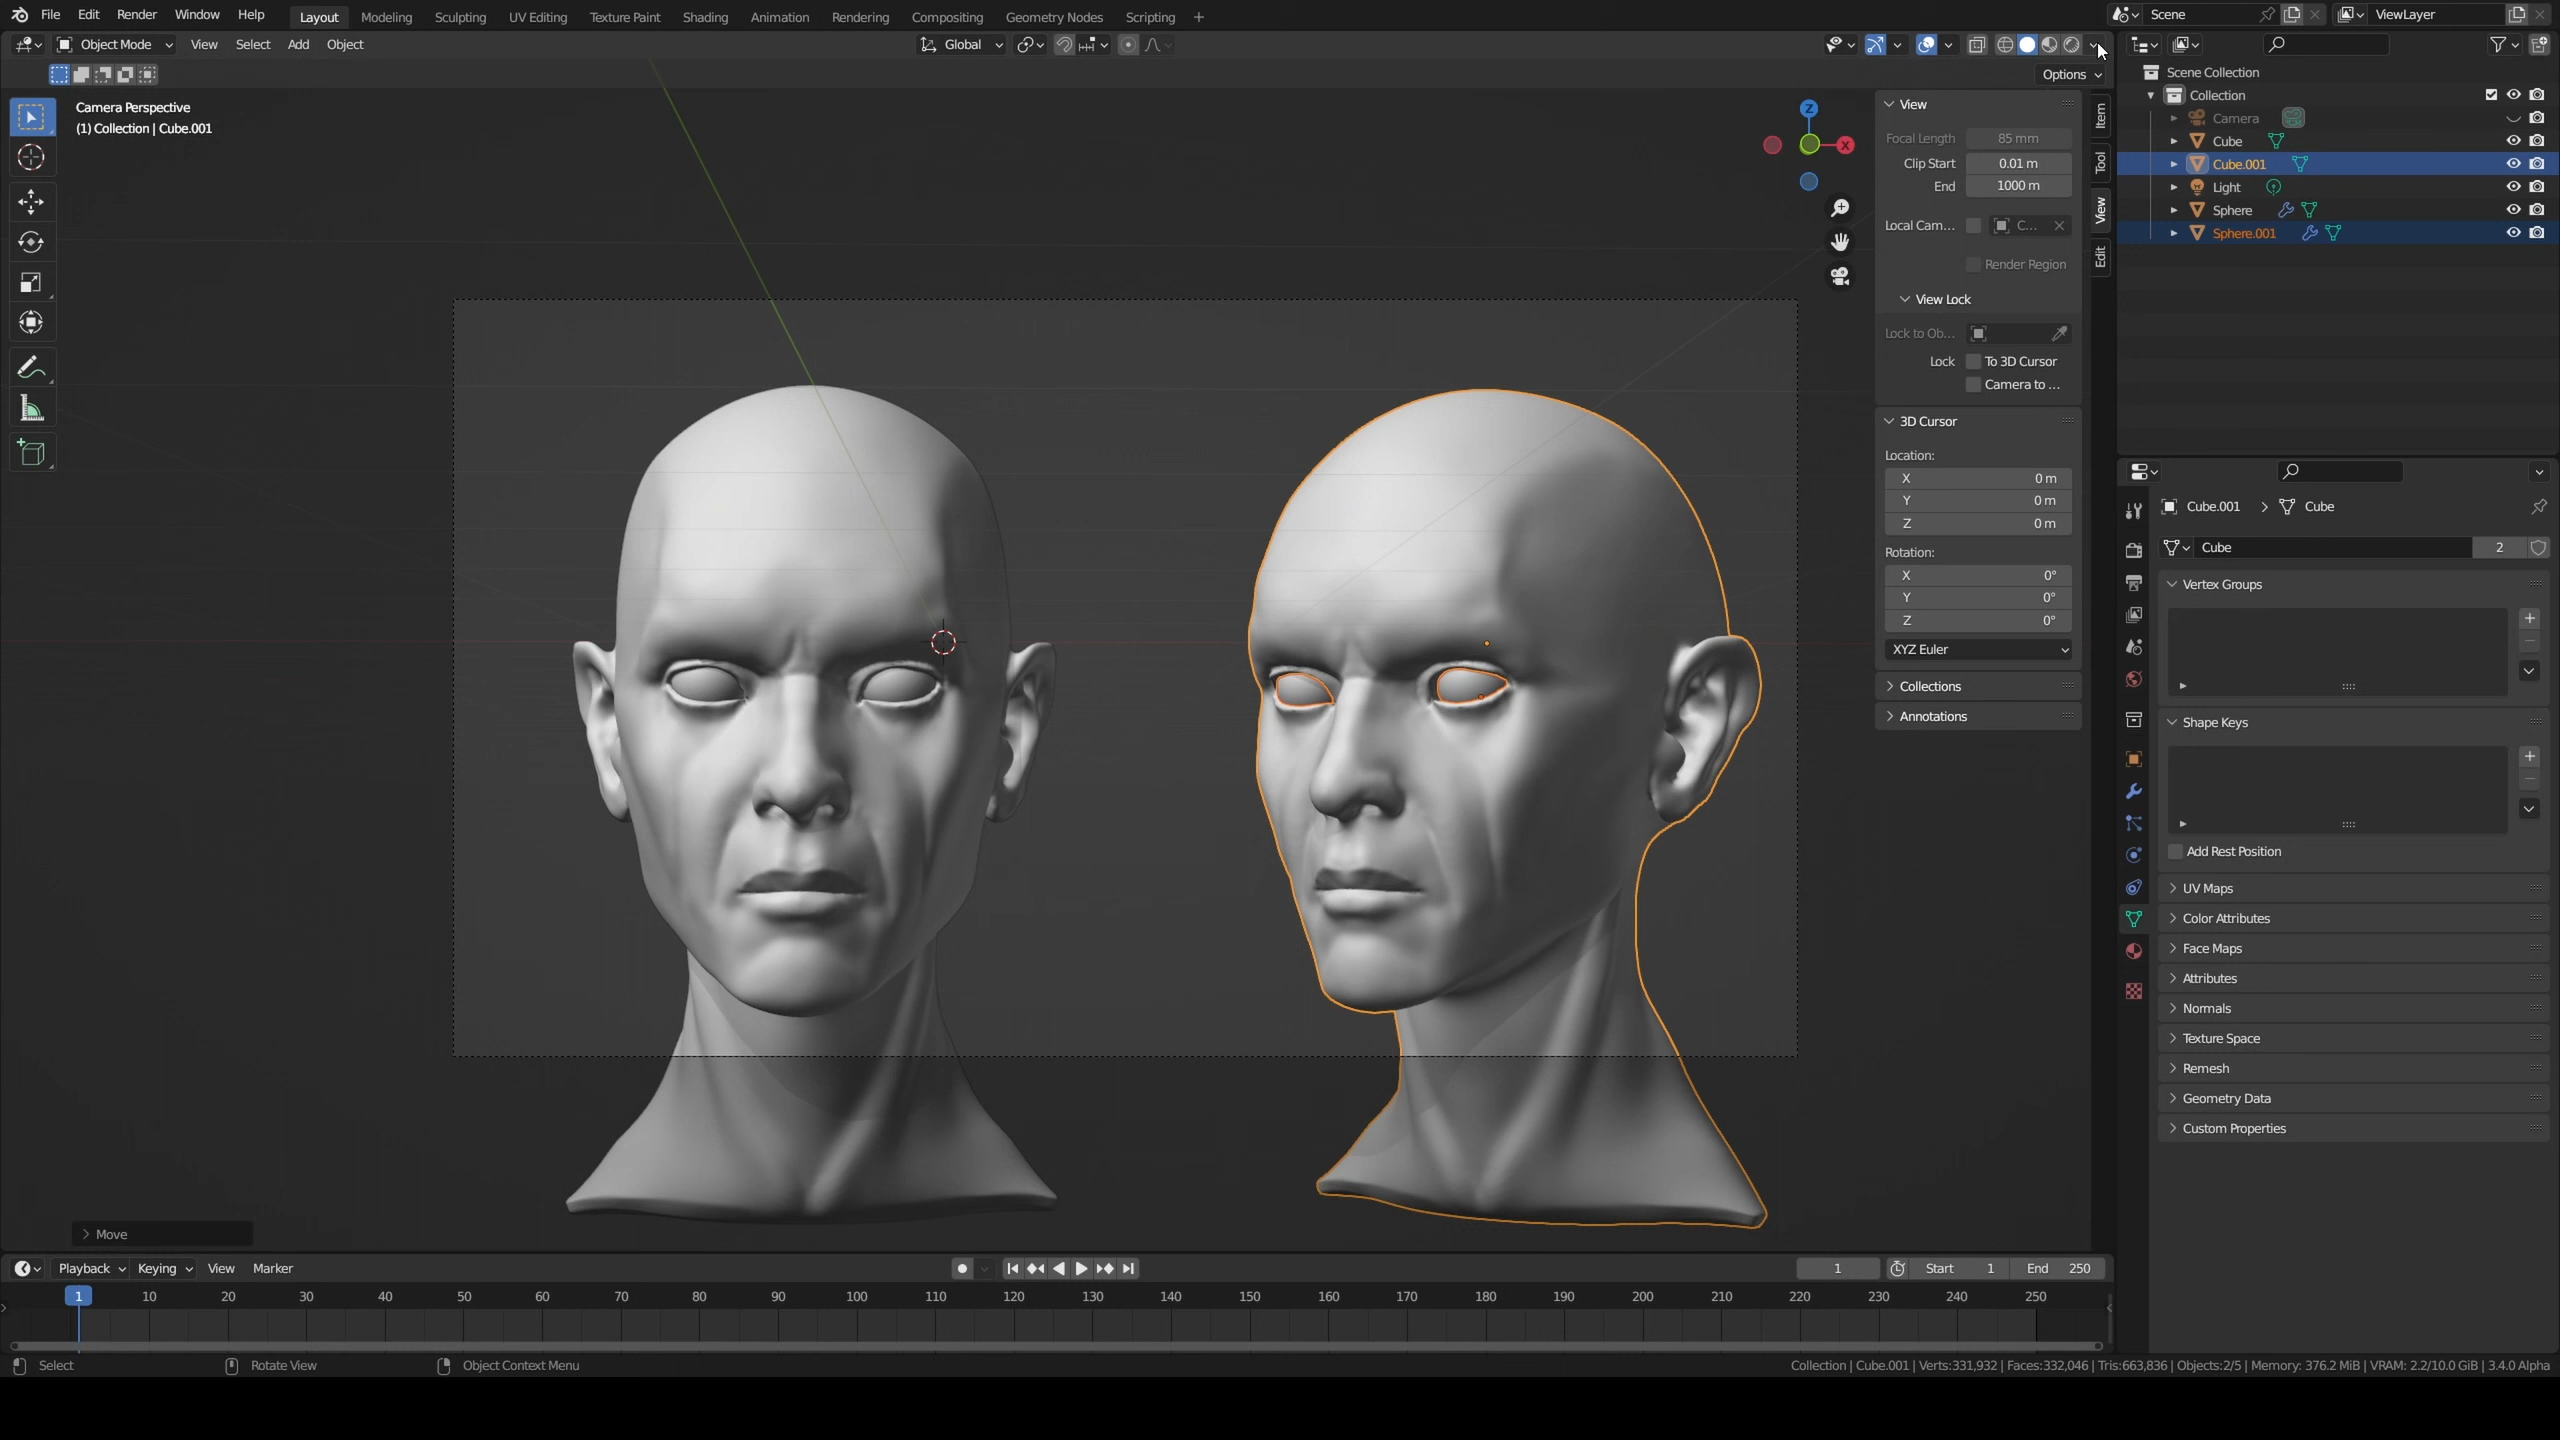 File Edit Render Window Help Layout Modeling Sculpting UV Editing Texture Paint Shading Animation Rendering Compositing Geometry Nodes Scripting + Scene ViewLayer
Object Mode View Select Add Object Global
Options
Camera Perspective
(1) Collection | Cube.001
Z
X
View
Focal Length 85 mm
Clip Start 0.01 m
End 1000 m
Local Cam... C...
Render Region
View Lock
Lock to Ob...
Lock To 3D Cursor
Camera to ...
3D Cursor
Location:
X 0 m
Y 0 m
Z 0 m
Rotation:
X 0°
Y 0°
Z 0°
XYZ Euler
Collections
Annotations
Item
Tool
View
Edit
Scene Collection
Collection
Camera
Cube
Cube.001
Light
Sphere
Sphere.001
Cube.001 > Cube
Cube 2
Vertex Groups
Shape Keys
Add Rest Position
UV Maps
Color Attributes
Face Maps
Attributes
Normals
Texture Space
Remesh
Geometry Data
Custom Properties
Move
Playback Keying View Marker 1 Start 1 End 250
1 10 20 30 40 50 60 70 80 90 100 110 120 130 140 150 160 170 180 190 200 210 220 230 240 250
Select Rotate View Object Context Menu Collection | Cube.001 | Verts:331,932 | Faces:332,046 | Tris:663,836 | Objects:2/5 | Memory: 376.2 MiB | VRAM: 2.2/10.0 GiB | 3.4.0 Alpha